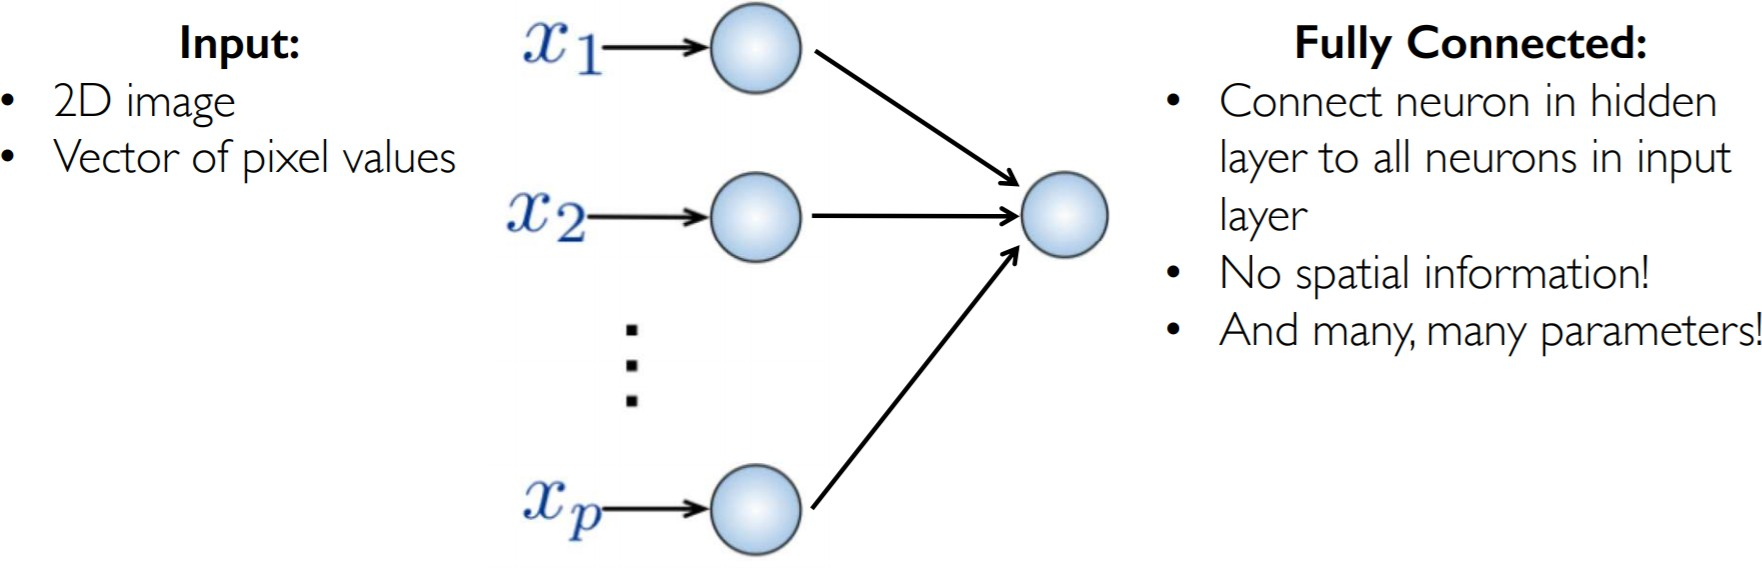 Input:
• 2D image
• Vector of pixel values
x1
x2
xp
Fully Connected:
• Connect neuron in hidden
layer to all neurons in input
layer
• No spatial information!
• And many, many parameters!